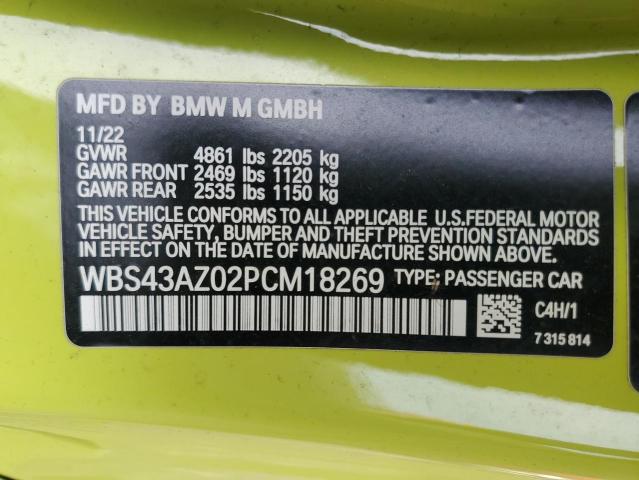 MFD BY BMW M GMBH
11/22
GVWR 4861 lbs 2205 kg
GAWR FRONT 2469 lbs 1120 kg
GAWR REAR 2535 lbs 1150 kg
THIS VEHICLE CONFORMS TO ALL APPLICABLE U.S.FEDERAL MOTOR
VEHICLE SAFETY, BUMPER AND THEFT PREVENTION STANDARDS
IN EFFECT ON THE DATE OF MANUFACTURE SHOWN ABOVE.
WBS43AZ02PCM18269 TYPE: PASSENGER CAR
C4H/1
7 315 814